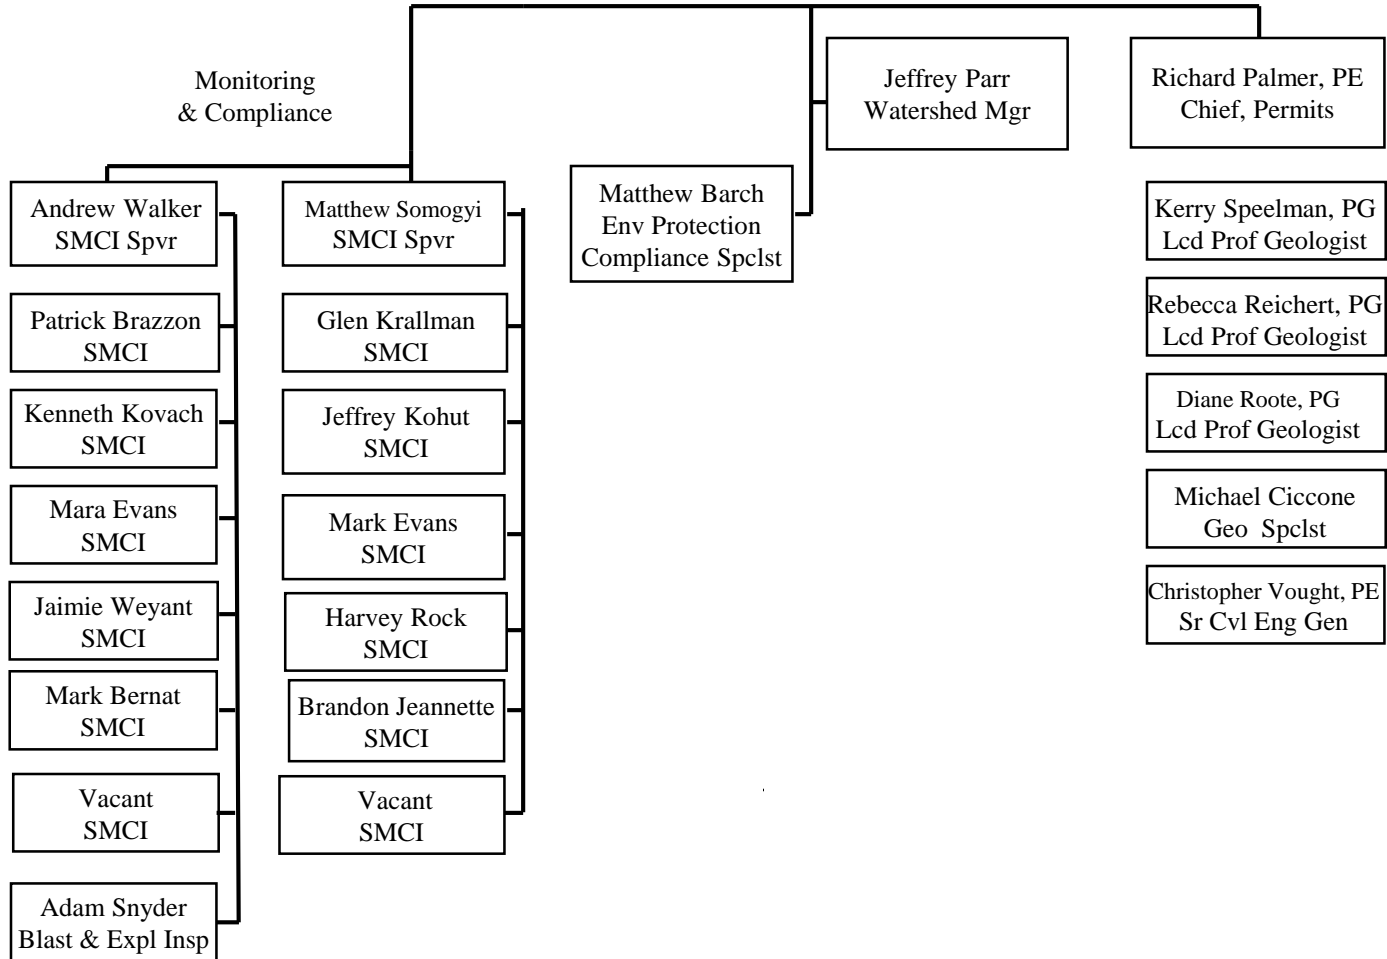 Monitoring
& Compliance
Andrew Walker
SMCI Spvr
Patrick Brazzon
SMCI
Kenneth Kovach
SMCI
Mara Evans
SMCI
Jaimie Weyant
SMCI
Mark Bernat
SMCI
Vacant
SMCI
Adam Snyder
Blast & Expl Insp
Matthew Somogyi
SMCI Spvr
Glen Krallman
SMCI
Jeffrey Kohut
SMCI
Mark Evans
SMCI
Harvey Rock
SMCI
Brandon Jeannette
SMCI
Vacant
SMCI
Jeffrey Parr
Watershed Mgr
Matthew Barch
Env Protection
Compliance Spclst
Richard Palmer, PE
Chief, Permits
Kerry Speelman, PG
Lcd Prof Geologist
Rebecca Reichert, PG
Lcd Prof Geologist
Diane Roote, PG
Lcd Prof Geologist
Michael Ciccone
Geo Spclst
Christopher Vought, PE
Sr Cvl Eng Gen